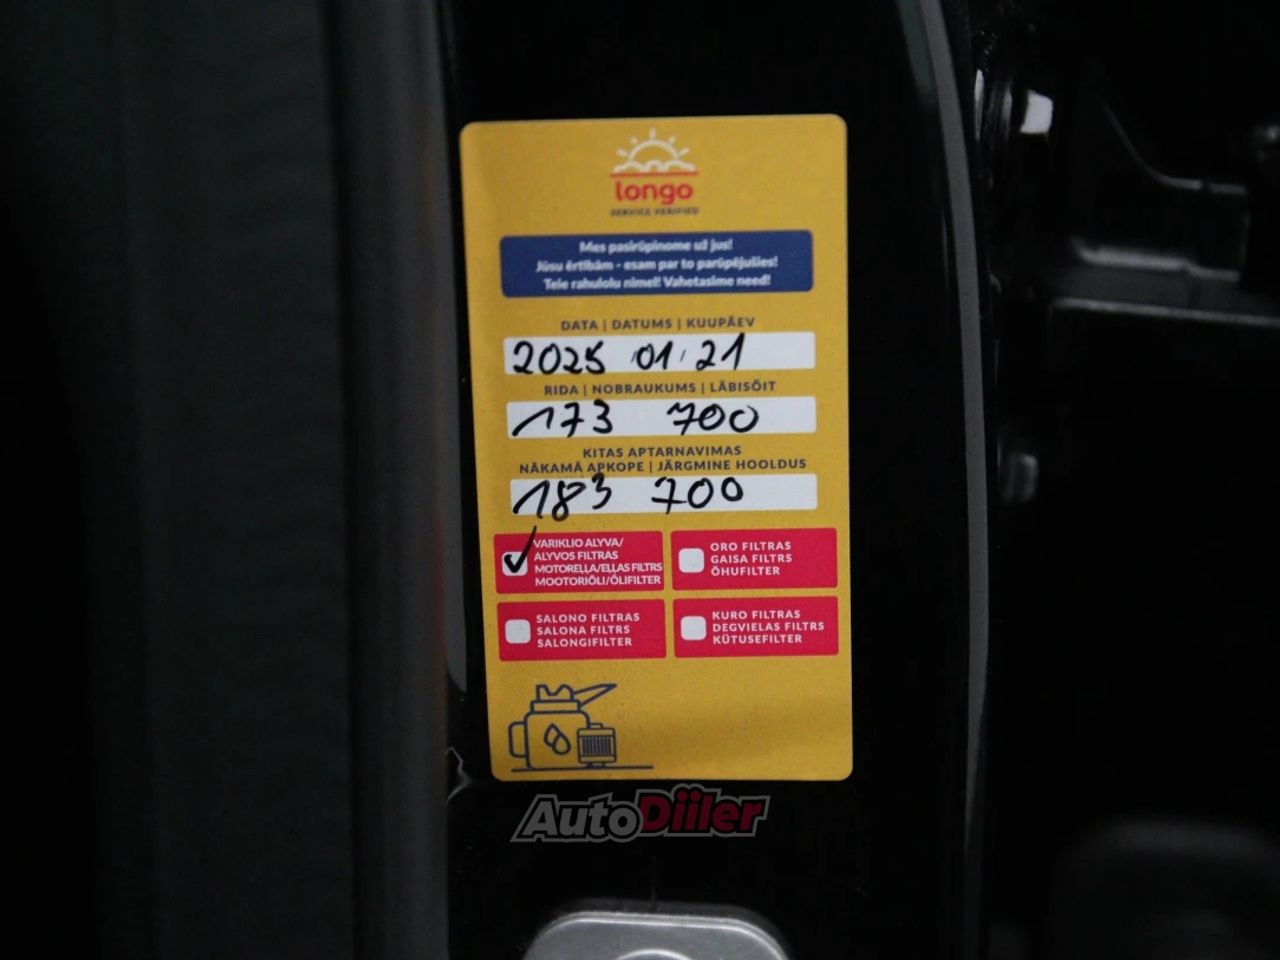 longo
SERVICE VERIFIED
Mes pasirūpinome už jus!
Jūsu ērtībām - esam par to parūpējušies!
Teie rahulolu nimel! Vahetasime need!
DATA | DATUMS | KUUPÄEV
2025 01 21
RIDA | NOBRAUKUMS | LÄBISÕIT
173 700
KITAS APTARNAVIMAS
NĀKAMĀ APKOPE | JÄRGMINE HOOLDUS
183 700
VARIKLIO ALYVA/
ALYVOS FILTRAS
MOTOREĻĻA/EĻĻAS FILTRS
MOOTORIÕLI/ÕLIFILTER
ORO FILTRAS
GAISA FILTRS
ÕHUFILTER
SALONO FILTRAS
SALONA FILTRS
SALONGIFILTER
KURO FILTRAS
DEGVIELAS FILTRS
KÜTUSEFILTER
AutoDiiler